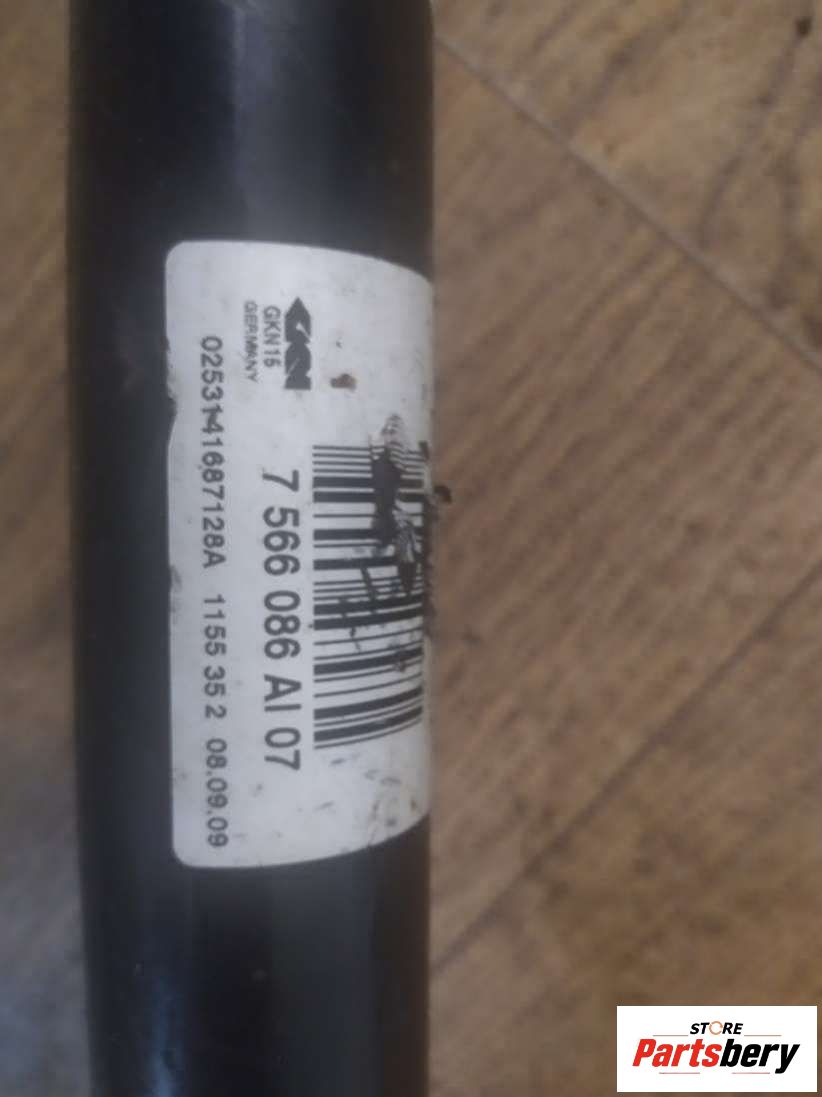 GKN
GKN15
GERMANY
7 566 086 AI 07
0253141687128A 1155 35 2 08.09.09
STORE
Partsbery